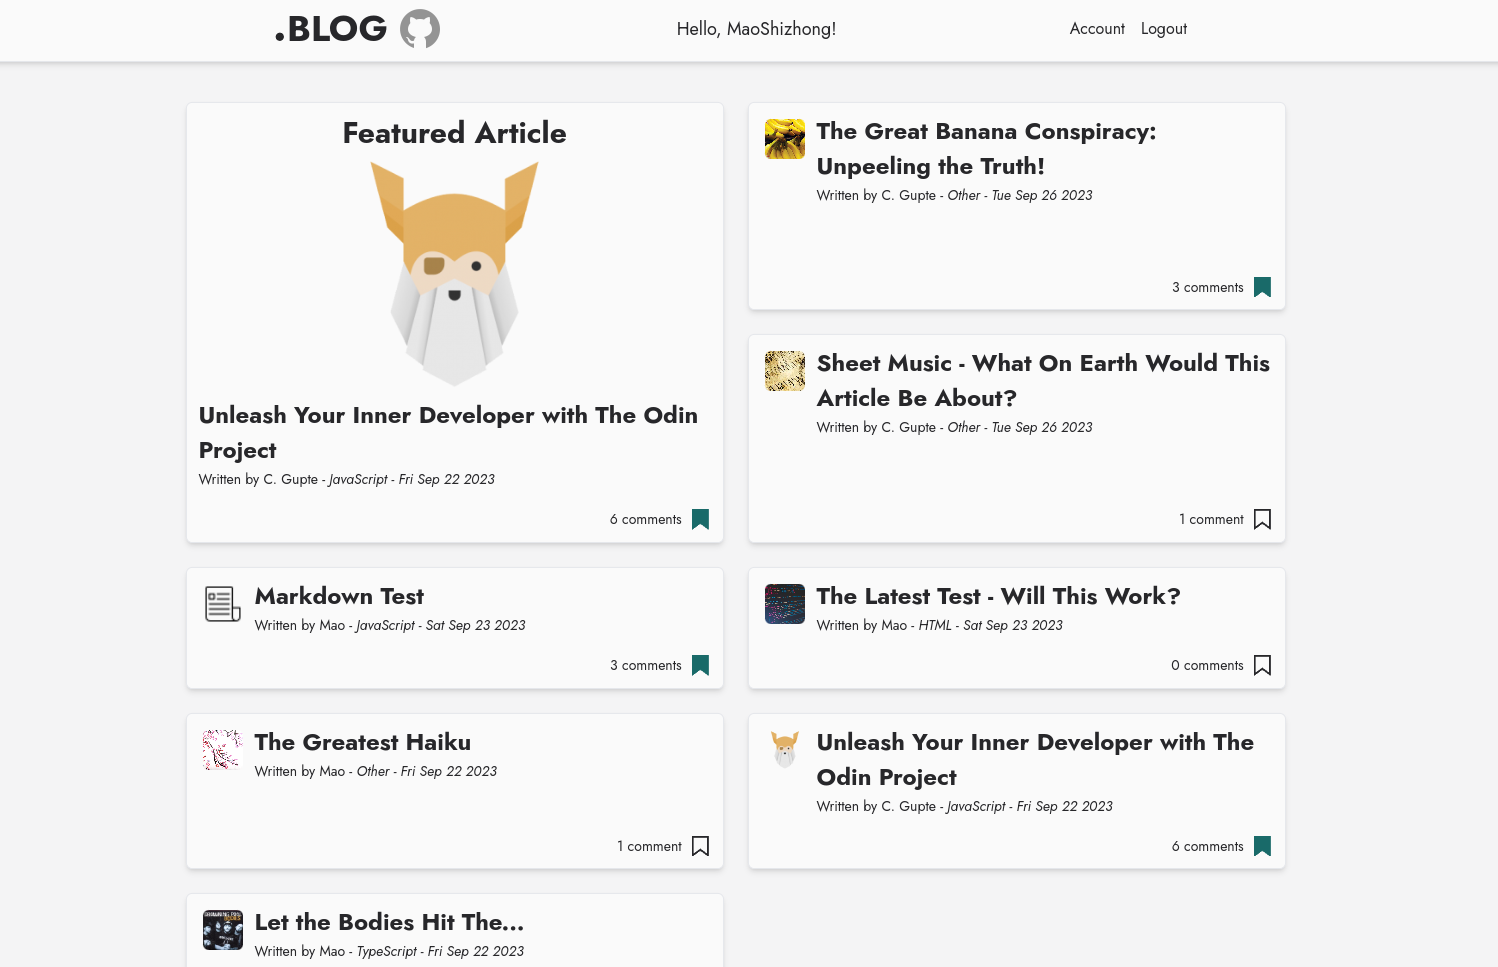 .BLOG
Hello, MaoShizhong!
Account
Logout
Featured Article
Unleash Your Inner Developer with The Odin
Project
Written by C. Gupte - JavaScript - Fri Sep 22 2023
6 comments
The Great Banana Conspiracy:
Unpeeling the Truth!
Written by C. Gupte - Other - Tue Sep 26 2023
3 comments
Sheet Music - What On Earth Would This
Article Be About?
Written by C. Gupte - Other - Tue Sep 26 2023
1 comment
Markdown Test
Written by Mao - JavaScript - Sat Sep 23 2023
3 comments
The Latest Test - Will This Work?
Written by Mao - HTML - Sat Sep 23 2023
0 comments
The Greatest Haiku
Written by Mao - Other - Fri Sep 22 2023
1 comment
Unleash Your Inner Developer with The
Odin Project
Written by C. Gupte - JavaScript - Fri Sep 22 2023
6 comments
Let the Bodies Hit The...
Written by Mao - TypeScript - Fri Sep 22 2023